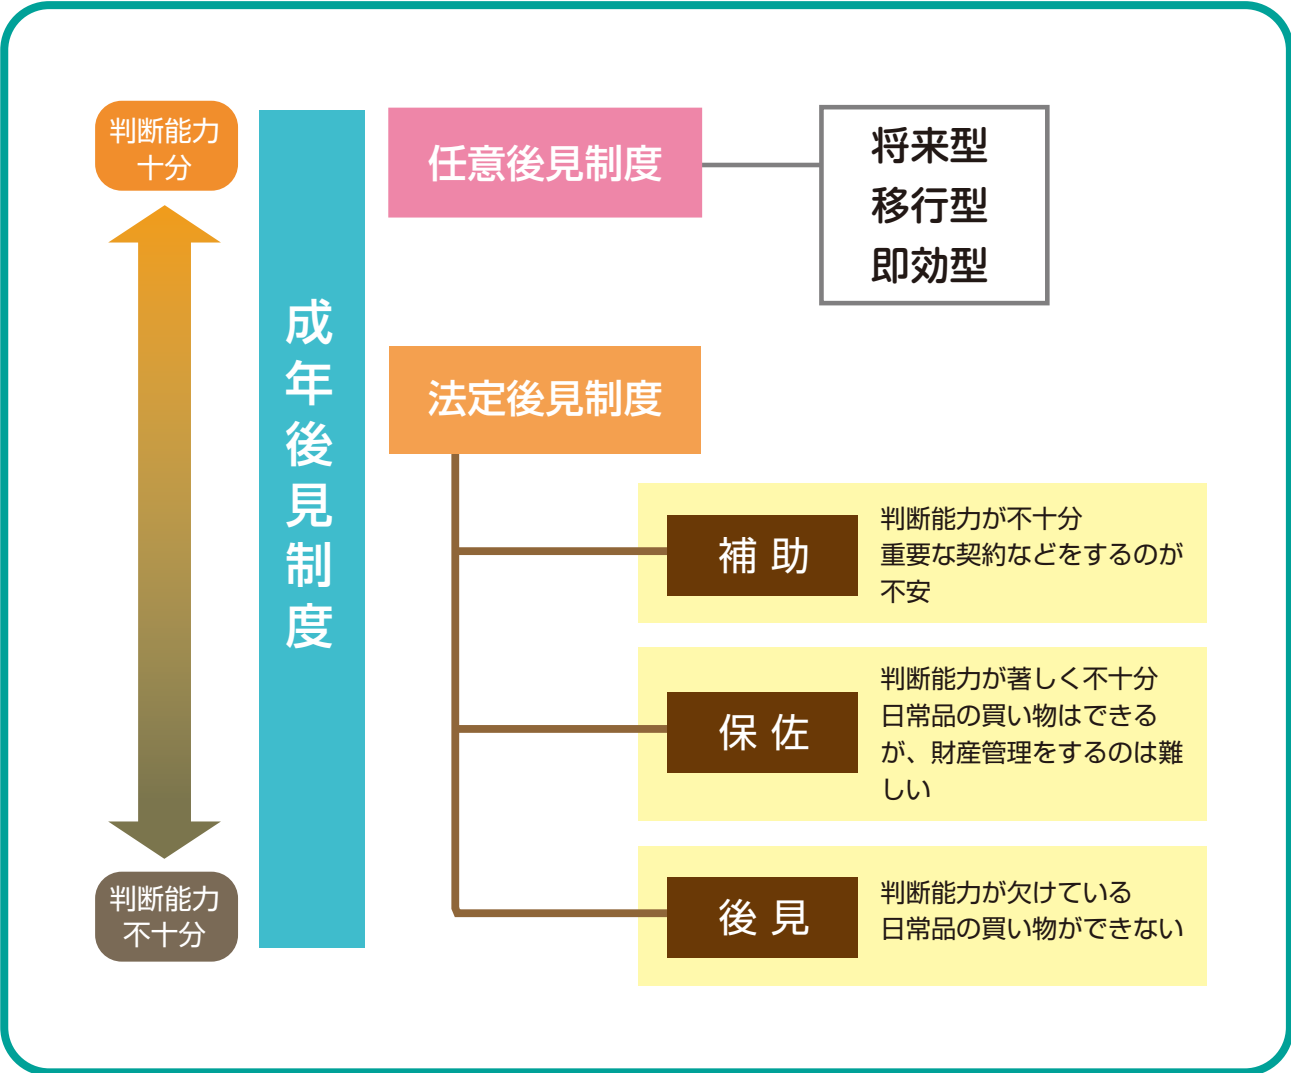 判断能力
十分
成年後見制度
任意後見制度
将来型
移行型
即効型
法定後見制度
補助
判断能力が不十分
重要な契約などをするのが
不安
保佐
判断能力が著しく不十分
日常品の買い物はできる
が、財産管理をするのは難
しい
後見
判断能力が欠けている
日常品の買い物ができない
判断能力
不十分